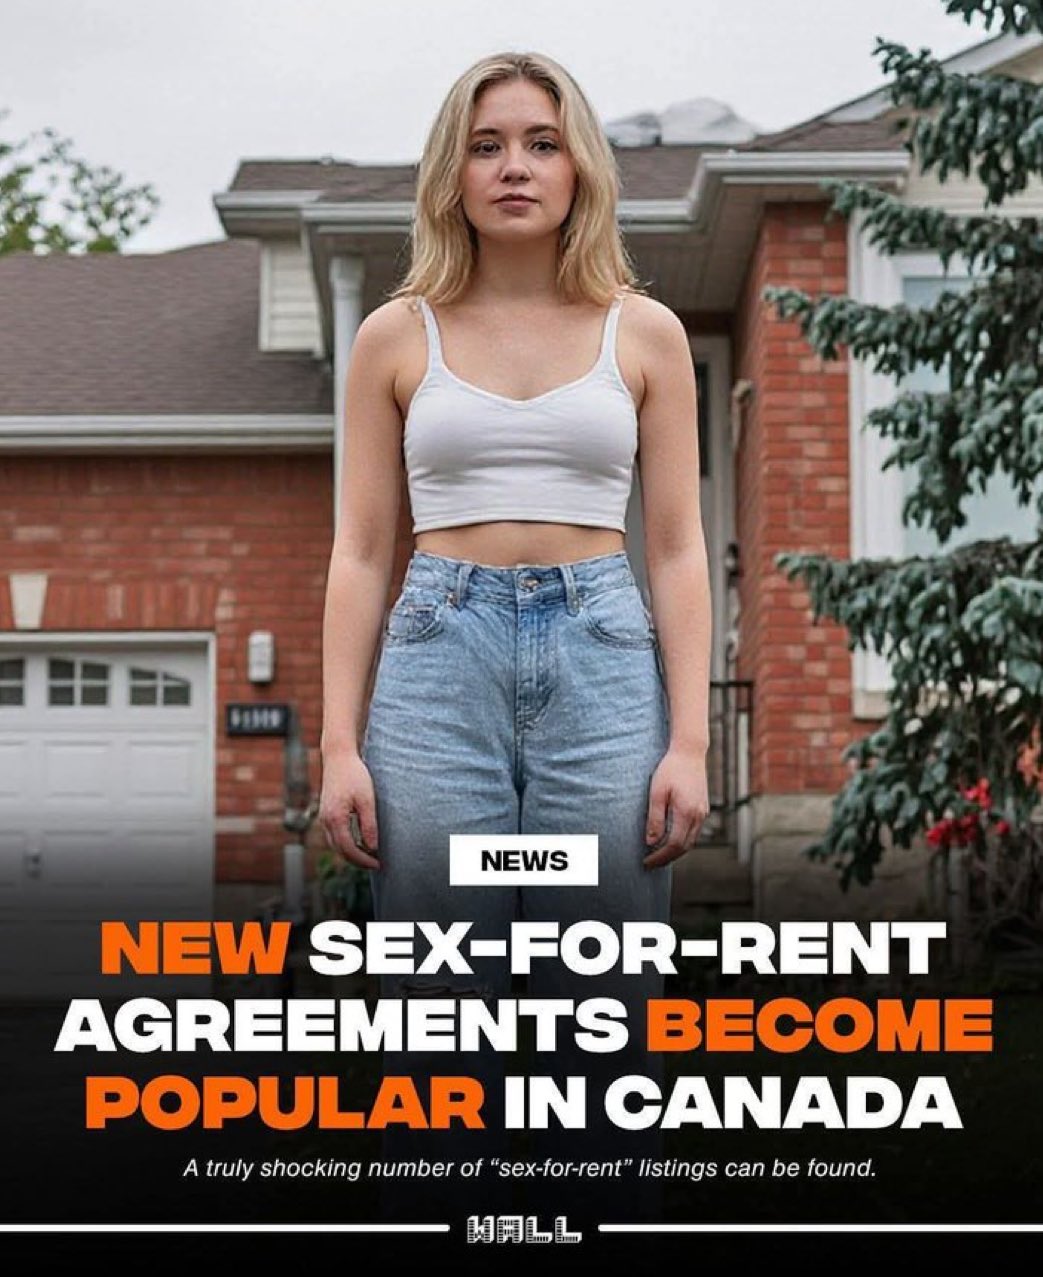 NEWS
NEW SEX-FOR-RENT
AGREEMENTS BECOME
POPULAR IN CANADA
A truly shocking number of “sex-for-rent” listings can be found.
WALL